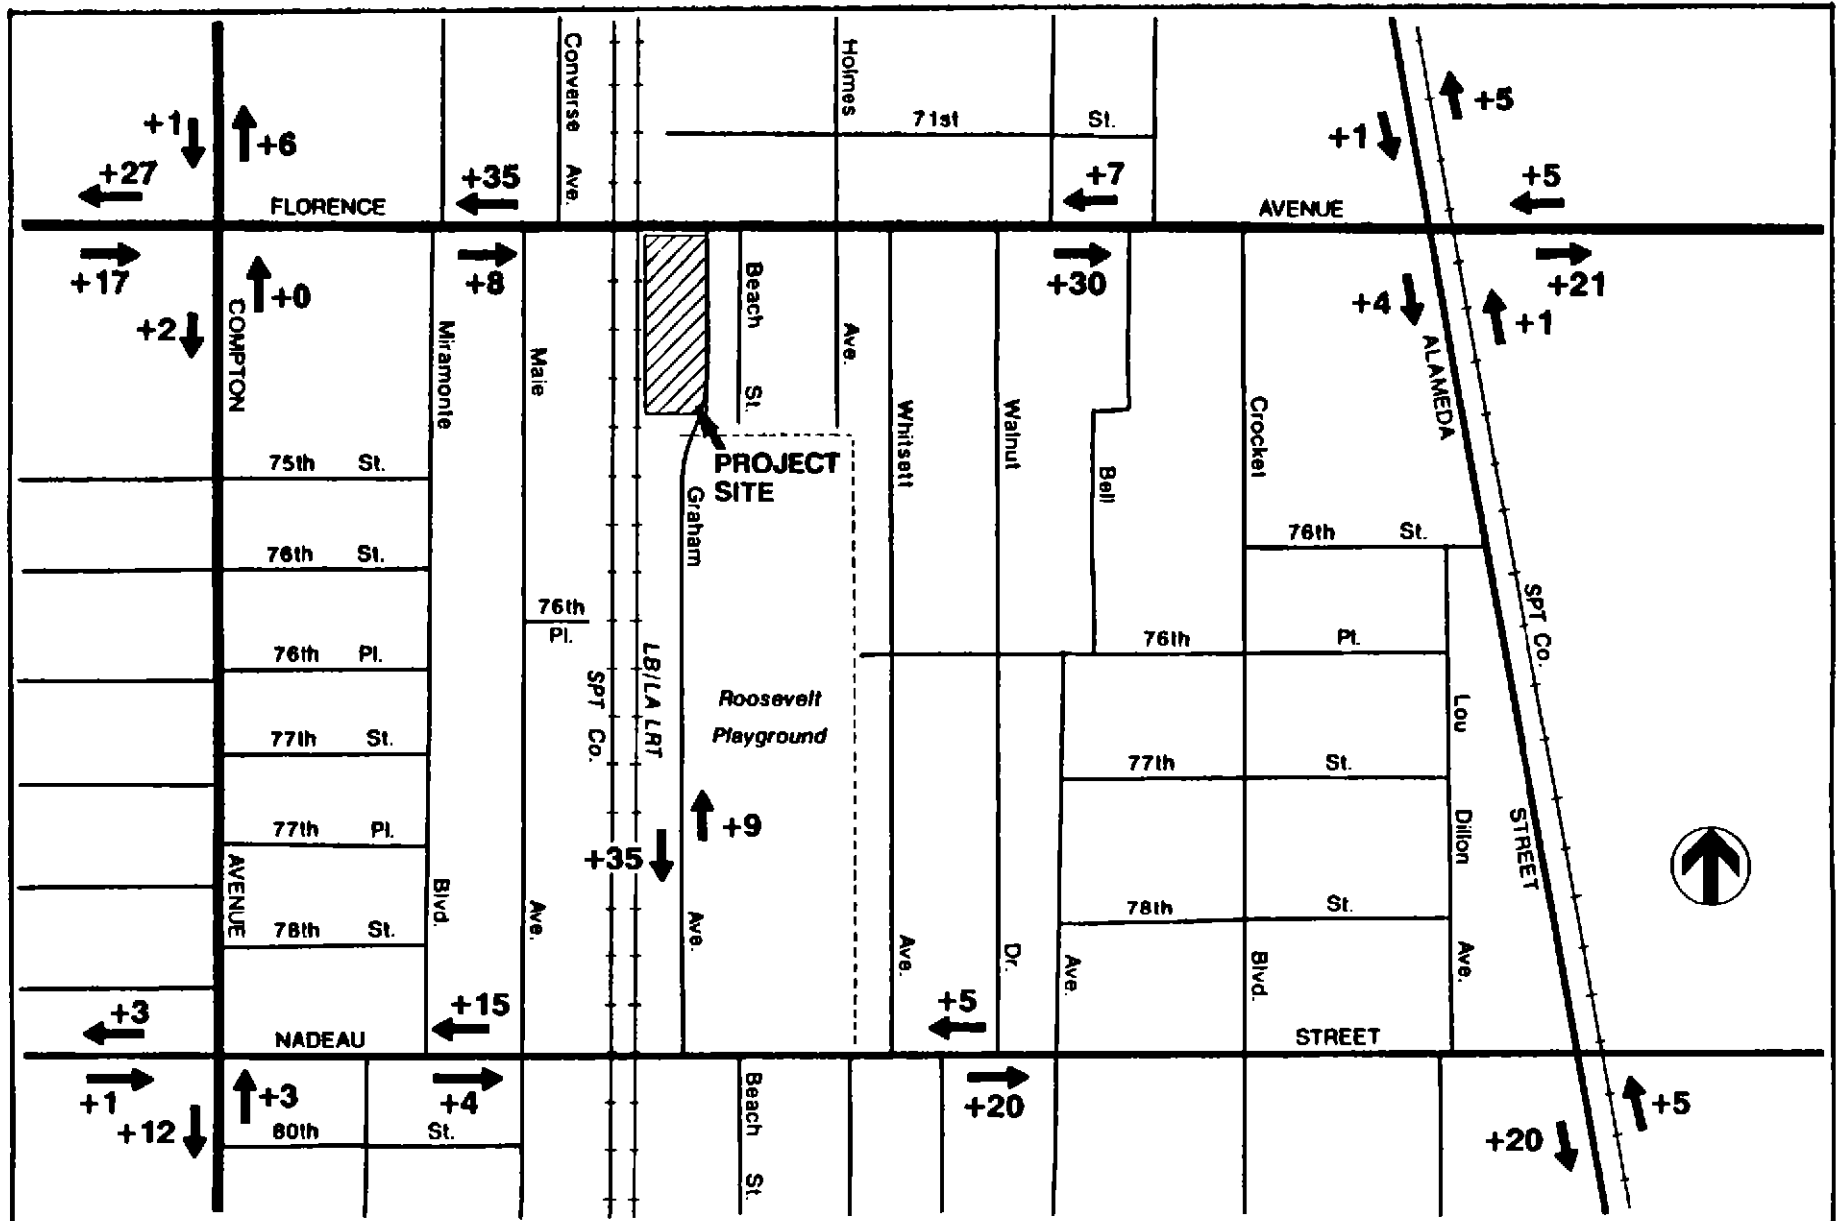 Converse
Ave.
Holmes
Ave.
71st St.
+1
+6
+27
+35
+7
+1
+5
+5
FLORENCE AVENUE
+17
+2
+0
+8
+30
+4
+1
+21
COMPTON
AVENUE
Miramonte
Blvd.
Maie
Ave.
Beach
St.
PROJECT
SITE
Graham
Ave.
Whitsett
Ave.
Walnut
Dr.
Bell
Ave.
Crocket
Blvd.
ALAMEDA
STREET
SPT Co.
Lou
Dillon
Ave.
75th St.
76th St.
76th Pl.
77th St.
77th Pl.
78th St.
76th
Pl.
SPT Co.
LB/LA LRT
Roosevelt
Playground
76th St.
76th Pl.
77th St.
78th St.
+9
+35
+3
+15
+5
NADEAU STREET
+1
+12
+3
+4
+20
+20
+5
80th St.
Beach
St.